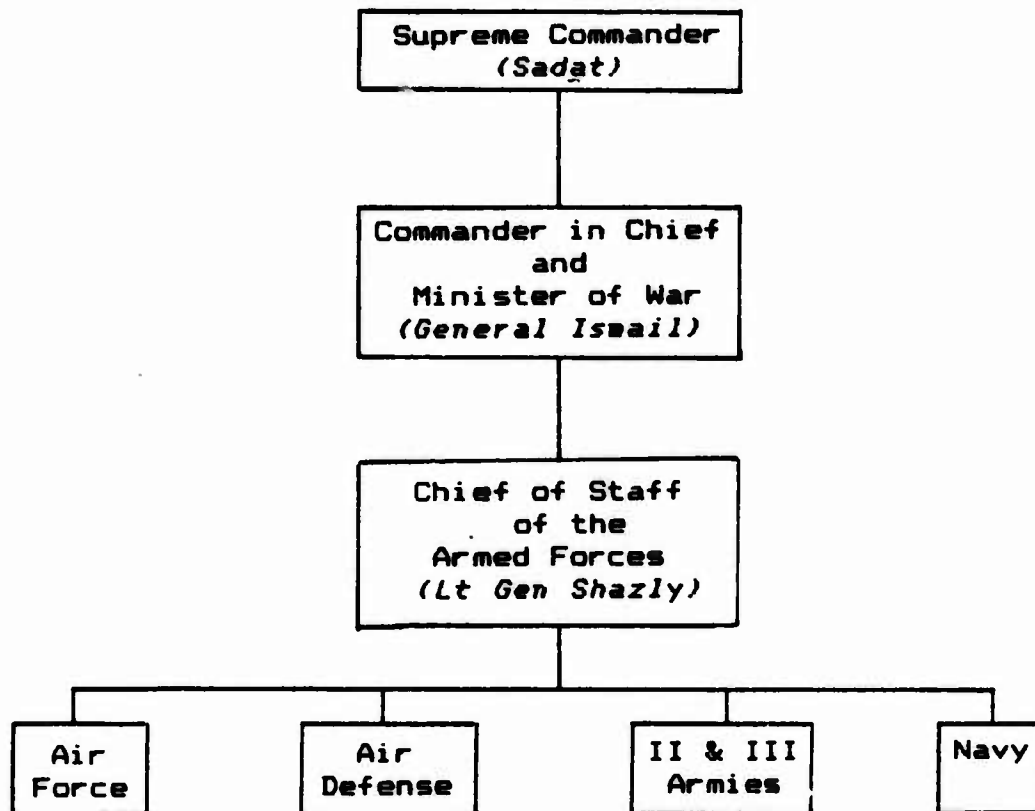 Supreme Commander
(Sadat)
Commander in Chief
and
Minister of War
(General Ismail)
Chief of Staff
of the
Armed Forces
(Lt Gen Shazly)
Air
Force
Air
Defense
II & III
Armies
Navy